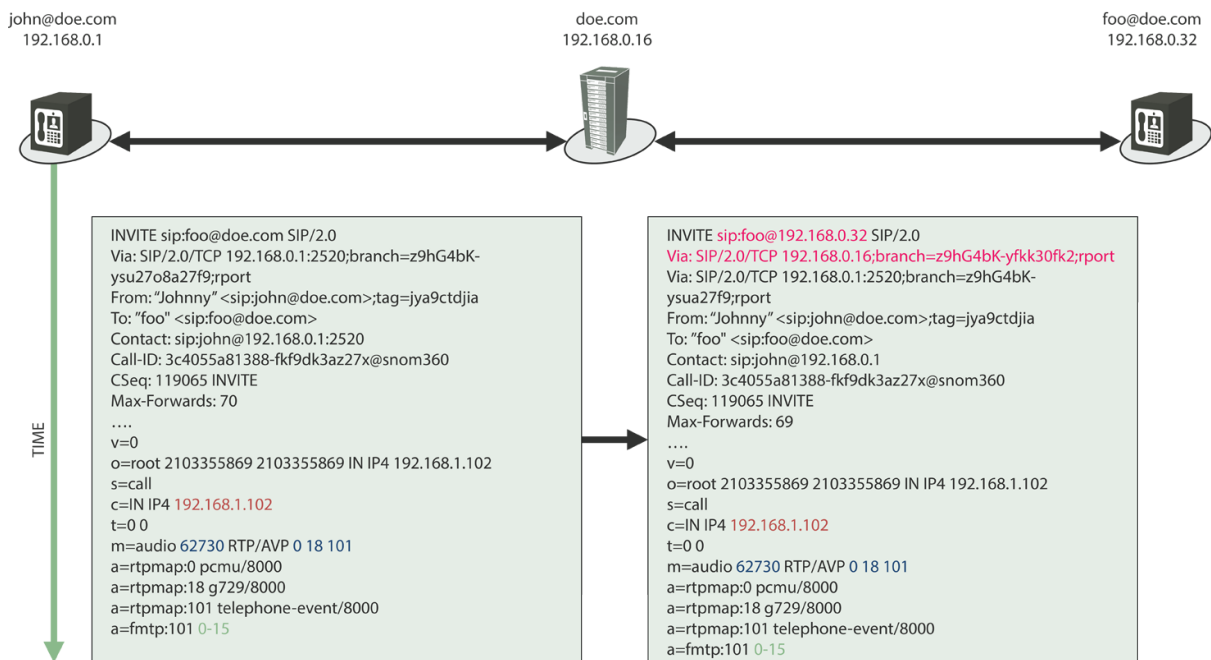 john@doe.com
192.168.0.1
doe.com
192.168.0.16
foo@doe.com
192.168.0.32
TIME
INVITE sip:foo@doe.com SIP/2.0
Via: SIP/2.0/TCP 192.168.0.1:2520;branch=z9hG4bK-
ysu27o8a27f9;rport
From: “Johnny” <sip:john@doe.com>;tag=jya9ctdjia
To: "foo" <sip:foo@doe.com>
Contact: sip:john@192.168.0.1:2520
Call-ID: 3c4055a81388-fkf9dk3az27x@snom360
CSeq: 119065 INVITE
Max-Forwards: 70
….
v=0
o=root 2103355869 2103355869 IN IP4 192.168.1.102
s=call
c=IN IP4 192.168.1.102
t=0 0
m=audio 62730 RTP/AVP 0 18 101
a=rtpmap:0 pcmu/8000
a=rtpmap:18 g729/8000
a=rtpmap:101 telephone-event/8000
a=fmtp:101 0-15
INVITE sip:foo@192.168.0.32 SIP/2.0
Via: SIP/2.0/TCP 192.168.0.16;branch=z9hG4bK-yfkk30fk2;rport
Via: SIP/2.0/TCP 192.168.0.1:2520;branch=z9hG4bK-
ysua27f9;rport
From: “Johnny” <sip:john@doe.com>;tag=jya9ctdjia
To: "foo" <sip:foo@doe.com>
Contact: sip:john@192.168.0.1
Call-ID: 3c4055a81388-fkf9dk3az27x@snom360
CSeq: 119065 INVITE
Max-Forwards: 69
….
v=0
o=root 2103355869 2103355869 IN IP4 192.168.1.102
s=call
c=IN IP4 192.168.1.102
t=0 0
m=audio 62730 RTP/AVP 0 18 101
a=rtpmap:0 pcmu/8000
a=rtpmap:18 g729/8000
a=rtpmap:101 telephone-event/8000
a=fmtp:101 0-15